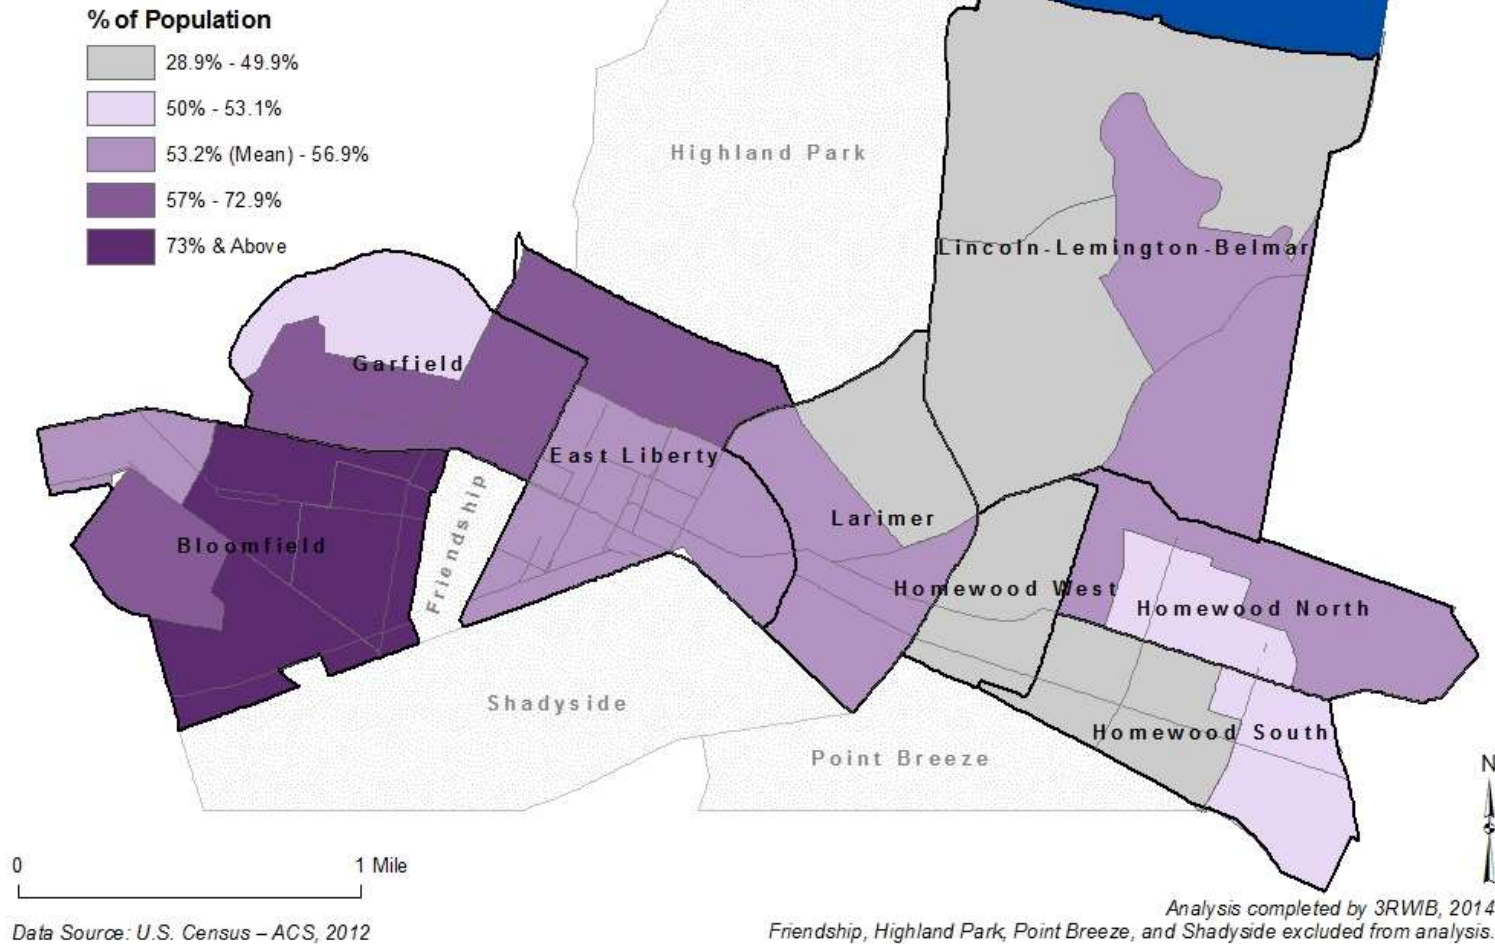 % of Population
28.9% - 49.9%
50% - 53.1%
53.2% (Mean) - 56.9%
57% - 72.9%
73% & Above
Highland Park
Lincoln-Lemington-Belmar
Garfield
East Liberty
Larimer
Bloomfield
Friendship
Homewood West
Homewood North
Shadyside
Homewood South
Point Breeze
N
0 1 Mile
Analysis completed by 3RWIB, 2014
Data Source: U.S. Census – ACS, 2012
Friendship, Highland Park, Point Breeze, and Shadyside excluded from analysis.